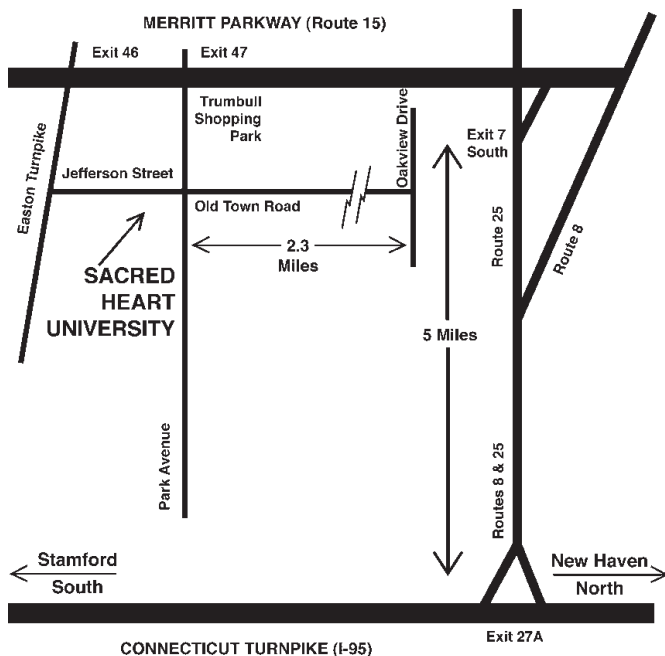 MERRITT PARKWAY (Route 15)
Exit 46
Exit 47
Trumbull
Shopping
Park
Oakview Drive
Exit 7
South
Easton Turnpike
Jefferson Street
Old Town Road
Route 25
Route 8
2.3
Miles
SACRED
HEART
UNIVERSITY
5 Miles
Park Avenue
Routes 8 & 25
Stamford
South
New Haven
North
Exit 27A
CONNECTICUT TURNPIKE (I-95)